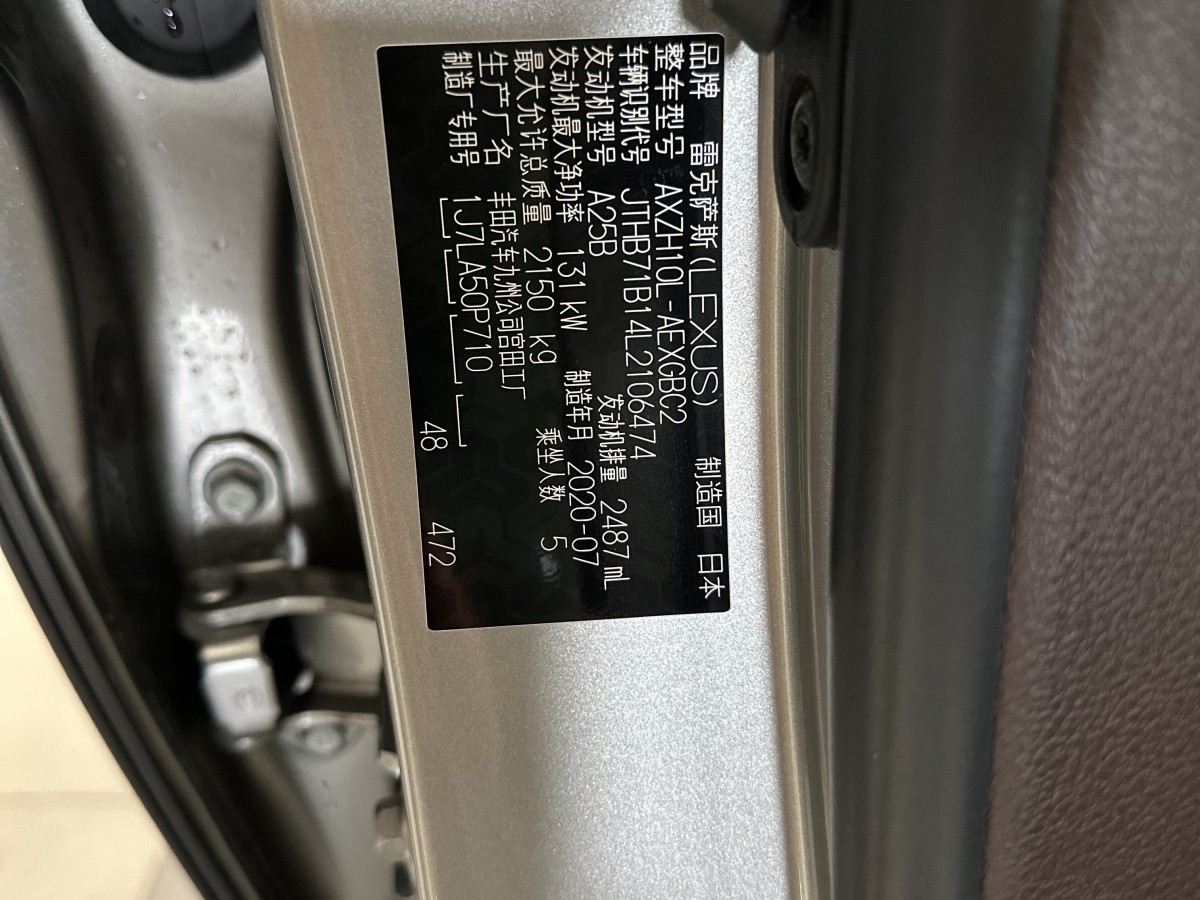 品牌 雷克萨斯(LEXUS) 制造国 日本
整车型号 AXZH10L-AEXGBC2
车辆识别代号 JTHB71B14L2106474
发动机型号 A25B 发动机排量 2487 mL
发动机最大净功率 131 kW 制造年月 2020-07
最大允许总质量 2150 kg 乘坐人数 5
生产厂名 丰田汽车九州公司宫田工厂
制造厂专用号 1J7LA50P710 48 472